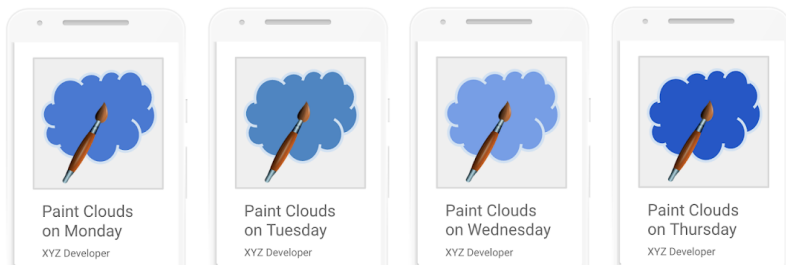 Paint Clouds
on Monday
XYZ Developer
Paint Clouds
on Tuesday
XYZ Developer
Paint Clouds
on Wednesday
XYZ Developer
Paint Clouds
on Thursday
XYZ Developer